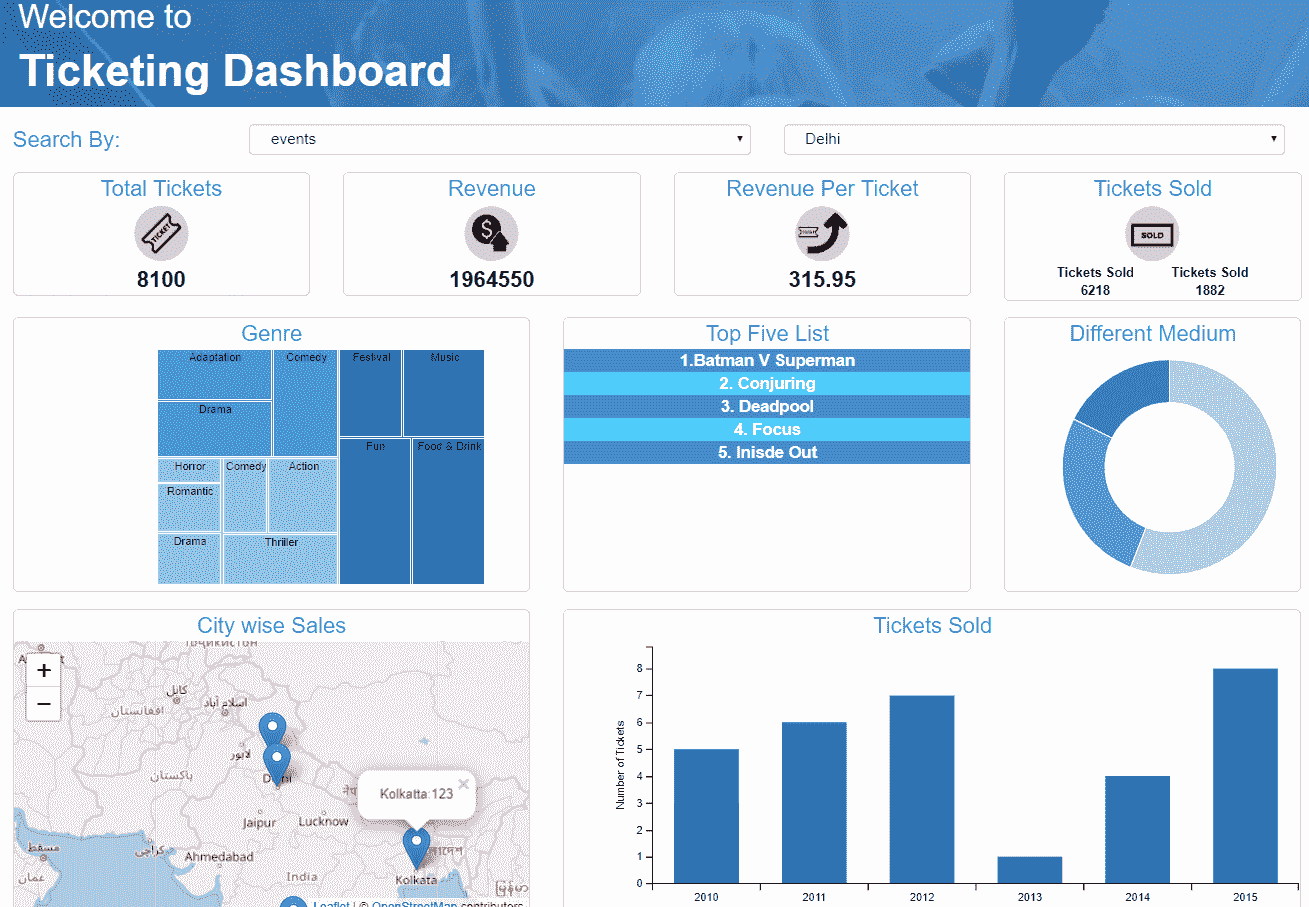 Welcome to
Ticketing Dashboard
Search By:
events
Delhi
Total Tickets
TICKET
8100
Revenue
$
1964550
Revenue Per Ticket
315.95
Tickets Sold
SOLD
Tickets Sold
6218
Tickets Sold
1882
Genre
Adaptation
Comedy
Festival
Music
Drama
Fun
Food & Drink
Horror
Comedy
Action
Romantic
Drama
Thriller
Top Five List
1.Batman V Superman
2. Conjuring
3. Deadpool
4. Focus
5. Inisde Out
Different Medium
City wise Sales
+
−
کابل
اسلام آباد
افغانستان
لاہور
پاکستان
Delhi
Kolkatta:123
×
Jaipur
Lucknow
مسقط
کراچی
Ahmedabad
عمان
India
Kolkata
Leaflet | © OpenStreetMap contributors
Tickets Sold
Number of Tickets
8
7
6
5
4
3
2
1
0
2010
2011
2012
2013
2014
2015